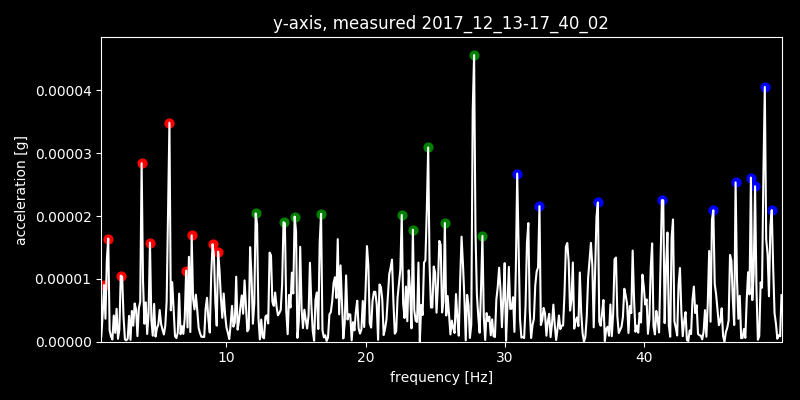 y-axis, measured 2017_12_13-17_40_02
acceleration [g]
0.00004
0.00003
0.00002
0.00001
0.00000
10 20 30 40
frequency [Hz]